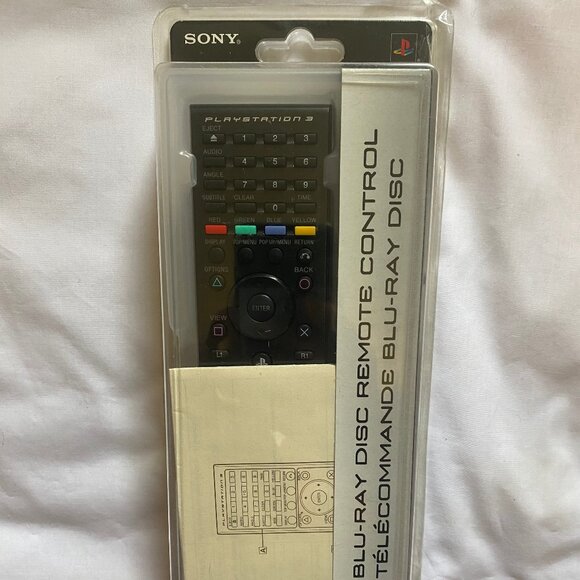 SONY®
PLAYSTATION 3
EJECT
1 2 3
AUDIO
4 5 6
ANGLE
7 8 9
SUBTITLE CLEAR 0 TIME
RED GREEN BLUE YELLOW
DISPLAY TOP MENU POP UP/MENU RETURN
OPTIONS BACK
ENTER
VIEW
L1 R1
BLU-RAY DISC REMOTE CONTROL
TÉLÉCOMMANDE BLU-RAY DISC
PLAYSTATION 3
A